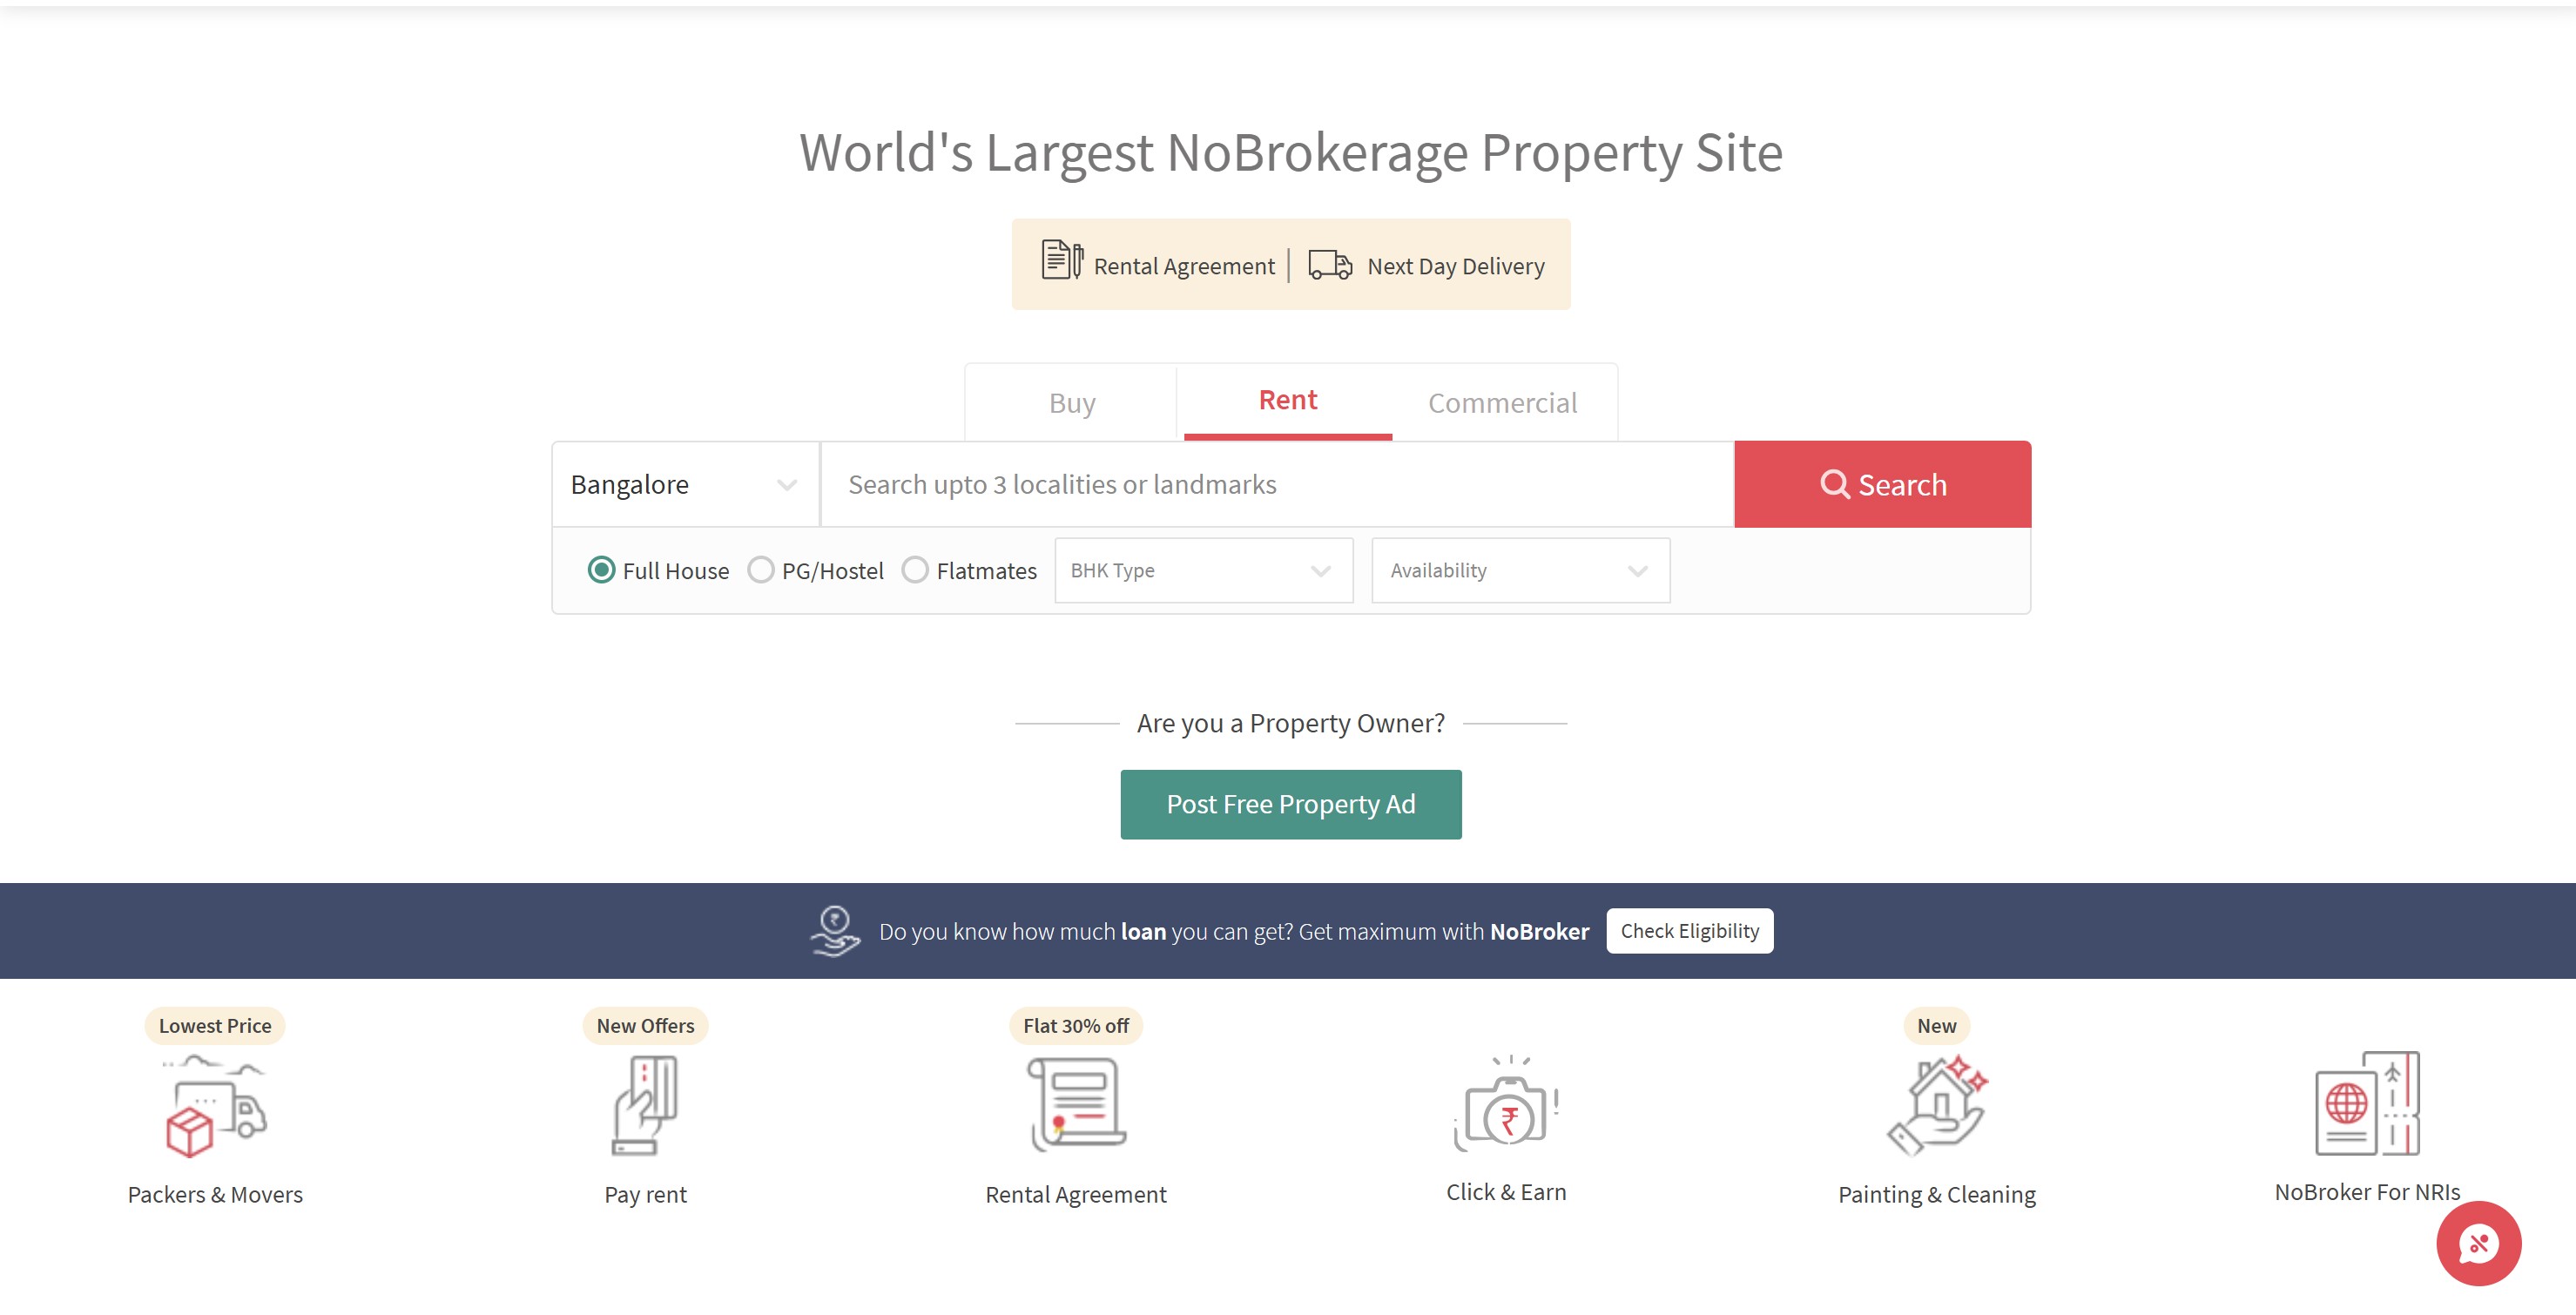 World's Largest NoBrokerage Property Site
Rental Agreement | Next Day Delivery
Buy Rent Commercial
Bangalore Search upto 3 localities or landmarks Search
Full House PG/Hostel Flatmates BHK Type Availability
Are you a Property Owner?
Post Free Property Ad
Do you know how much loan you can get? Get maximum with NoBroker Check Eligibility
Lowest Price New Offers Flat 30% off New
₹
Packers & Movers Pay rent Rental Agreement Click & Earn Painting & Cleaning NoBroker For NRIs